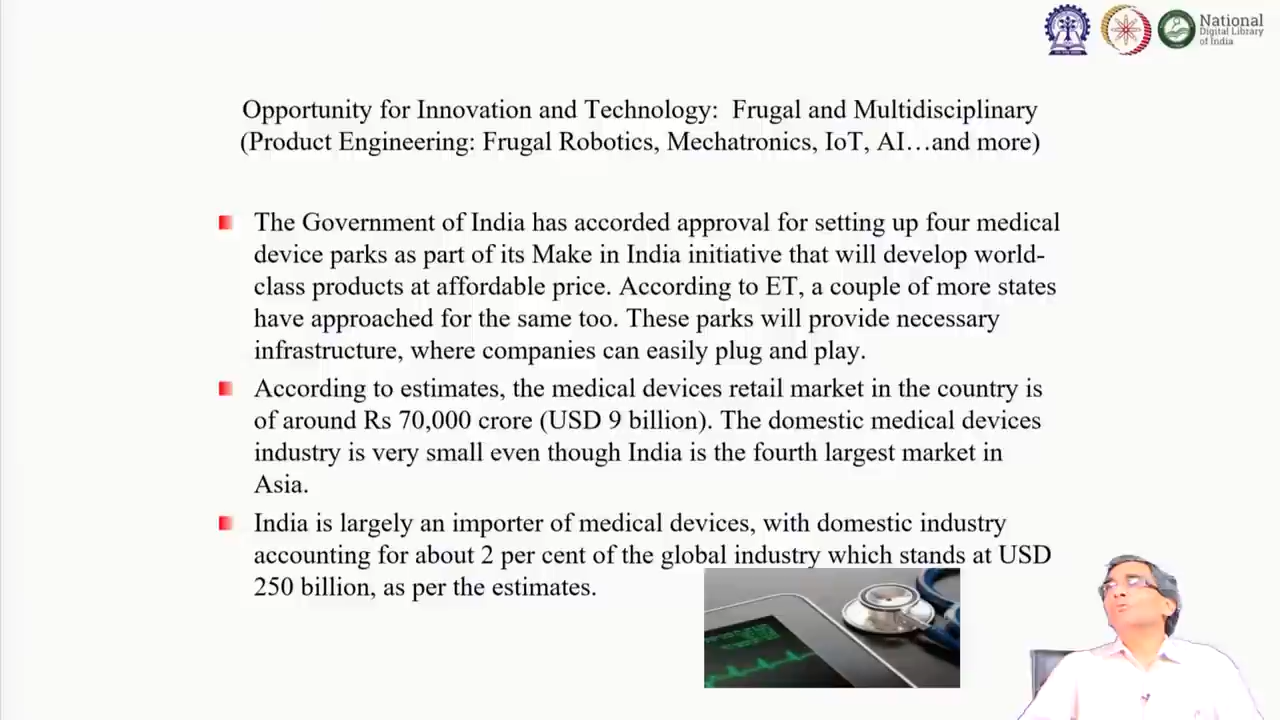 National
Digital Library
of India
Opportunity for Innovation and Technology:  Frugal and Multidisciplinary
(Product Engineering: Frugal Robotics, Mechatronics, IoT, AI…and more)
The Government of India has accorded approval for setting up four medical
device parks as part of its Make in India initiative that will develop world-
class products at affordable price. According to ET, a couple of more states
have approached for the same too. These parks will provide necessary
infrastructure, where companies can easily plug and play.
According to estimates, the medical devices retail market in the country is
of around Rs 70,000 crore (USD 9 billion). The domestic medical devices
industry is very small even though India is the fourth largest market in
Asia.
India is largely an importer of medical devices, with domestic industry
accounting for about 2 per cent of the global industry which stands at USD
250 billion, as per the estimates.